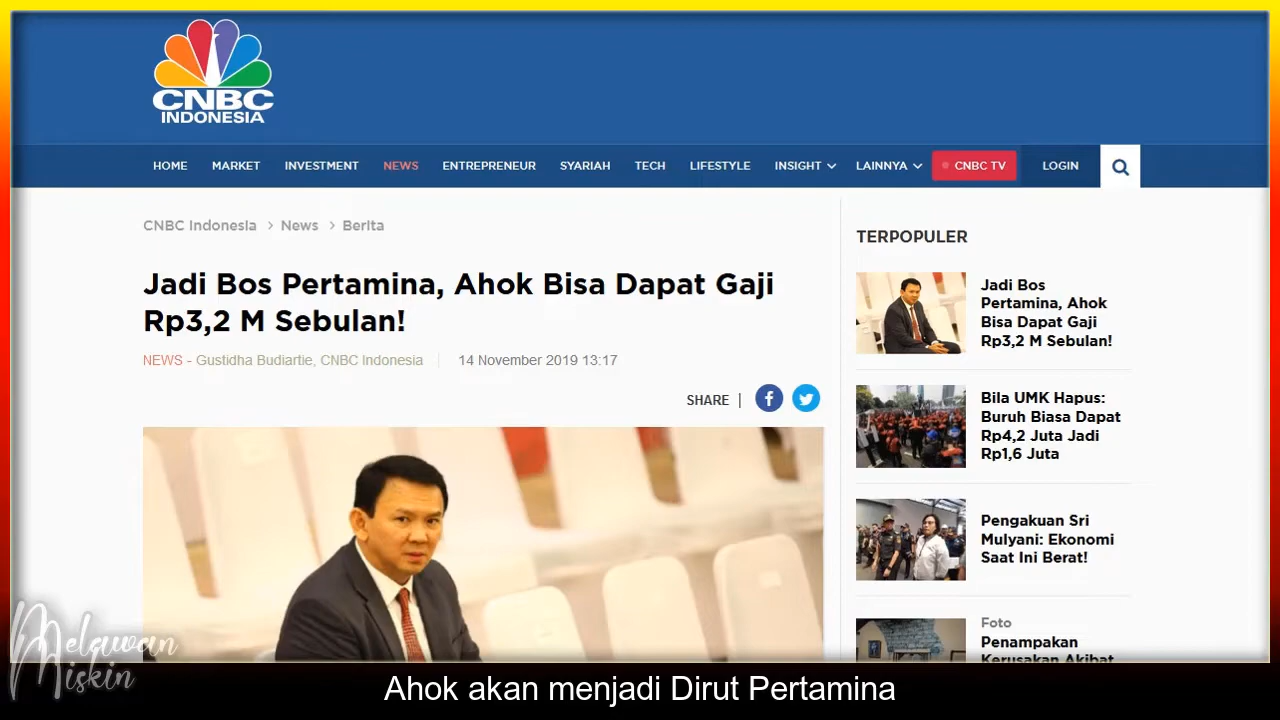 CNBC
INDONESIA
HOME MARKET INVESTMENT NEWS ENTREPRENEUR SYARIAH TECH LIFESTYLE INSIGHT LAINNYA CNBC TV LOGIN
CNBC Indonesia > News > Berita
Jadi Bos Pertamina, Ahok Bisa Dapat Gaji
Rp3,2 M Sebulan!
NEWS - Gustidha Budiartie, CNBC Indonesia | 14 November 2019 13:17
SHARE |
TERPOPULER
Jadi Bos
Pertamina, Ahok
Bisa Dapat Gaji
Rp3,2 M Sebulan!
Bila UMK Hapus:
Buruh Biasa Dapat
Rp4,2 Juta Jadi
Rp1,6 Juta
Pengakuan Sri
Mulyani: Ekonomi
Saat Ini Berat!
Foto
Penampakan
Kerusakan Akibat
Melawan
Miskin
Ahok akan menjadi Dirut Pertamina